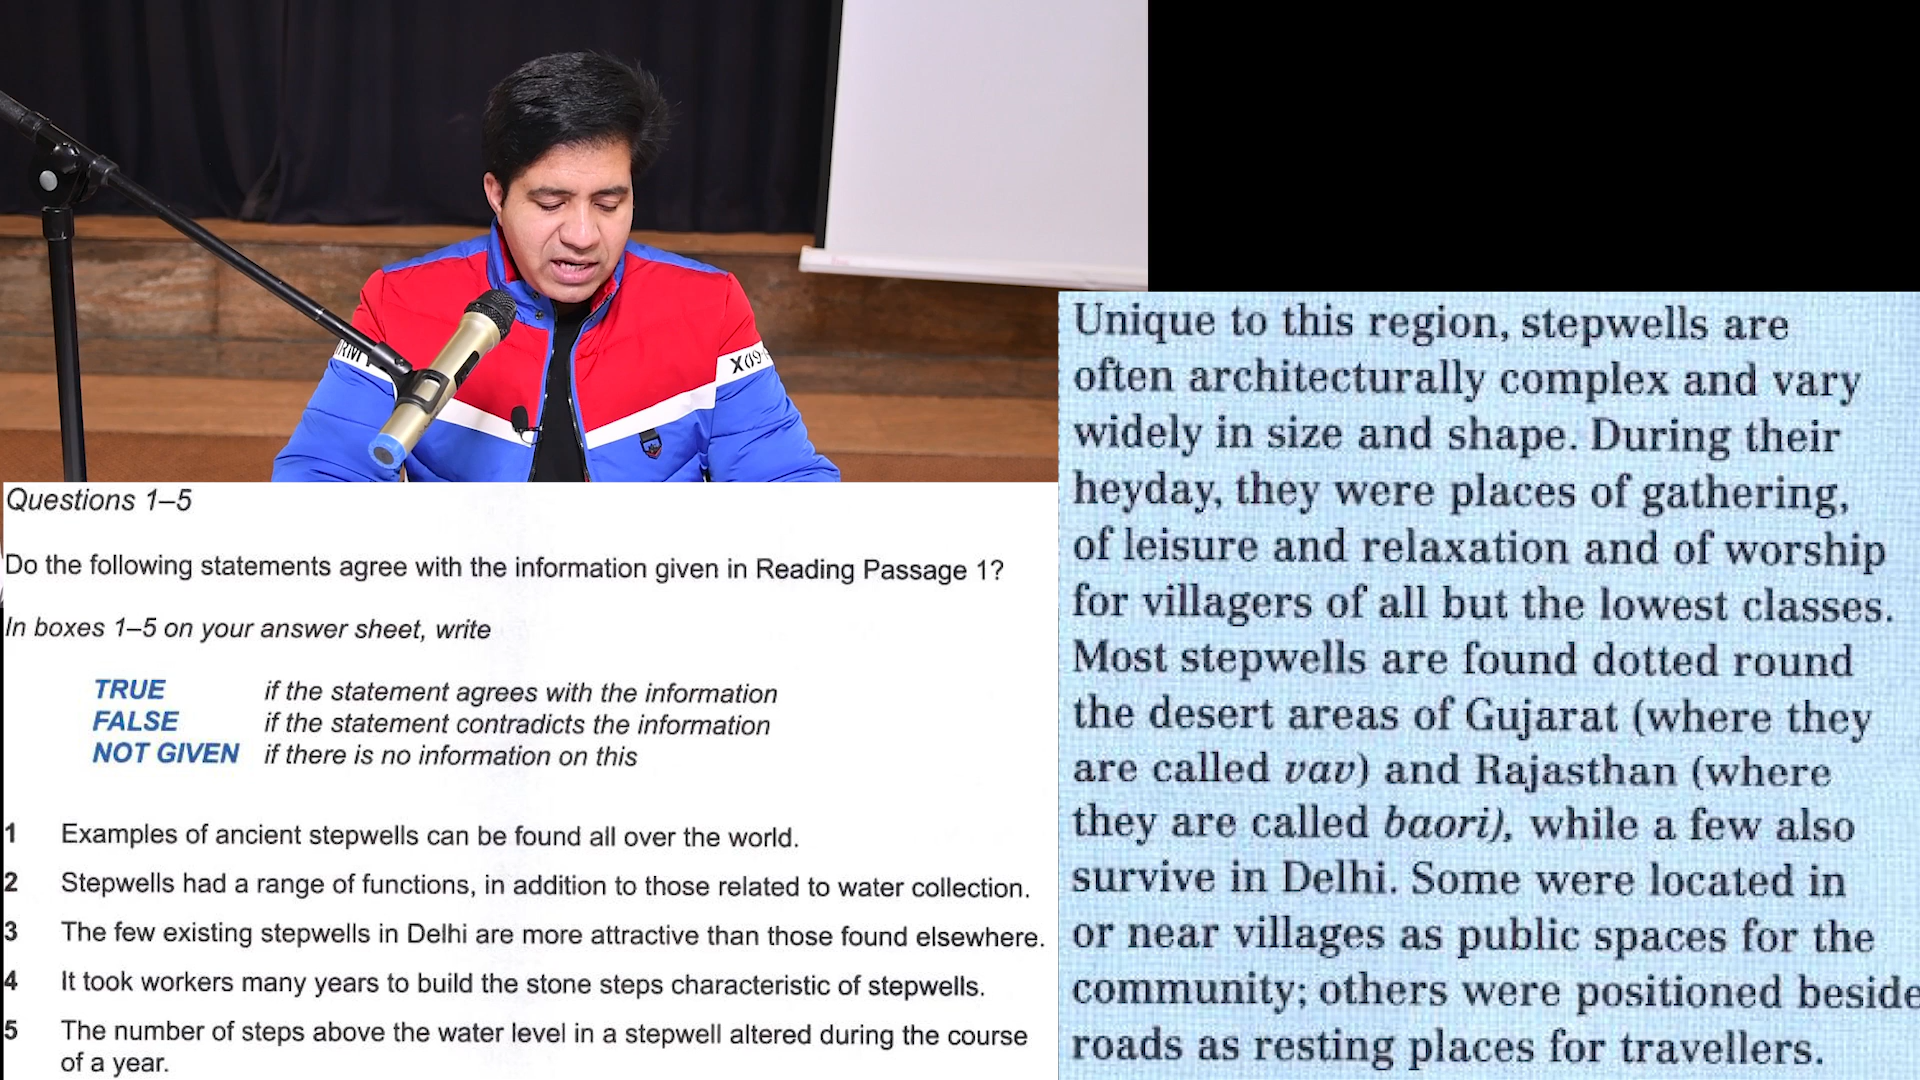 Questions 1–5
Do the following statements agree with the information given in Reading Passage 1?
In boxes 1–5 on your answer sheet, write
TRUE if the statement agrees with the information
FALSE if the statement contradicts the information
NOT GIVEN if there is no information on this
1 Examples of ancient stepwells can be found all over the world.
2 Stepwells had a range of functions, in addition to those related to water collection.
3 The few existing stepwells in Delhi are more attractive than those found elsewhere.
4 It took workers many years to build the stone steps characteristic of stepwells.
5 The number of steps above the water level in a stepwell altered during the course
of a year.
Unique to this region, stepwells are
often architecturally complex and vary
widely in size and shape. During their
heyday, they were places of gathering,
of leisure and relaxation and of worship
for villagers of all but the lowest classes.
Most stepwells are found dotted round
the desert areas of Gujarat (where they
are called vav) and Rajasthan (where
they are called baori), while a few also
survive in Delhi. Some were located in
or near villages as public spaces for the
community; others were positioned beside
roads as resting places for travellers.